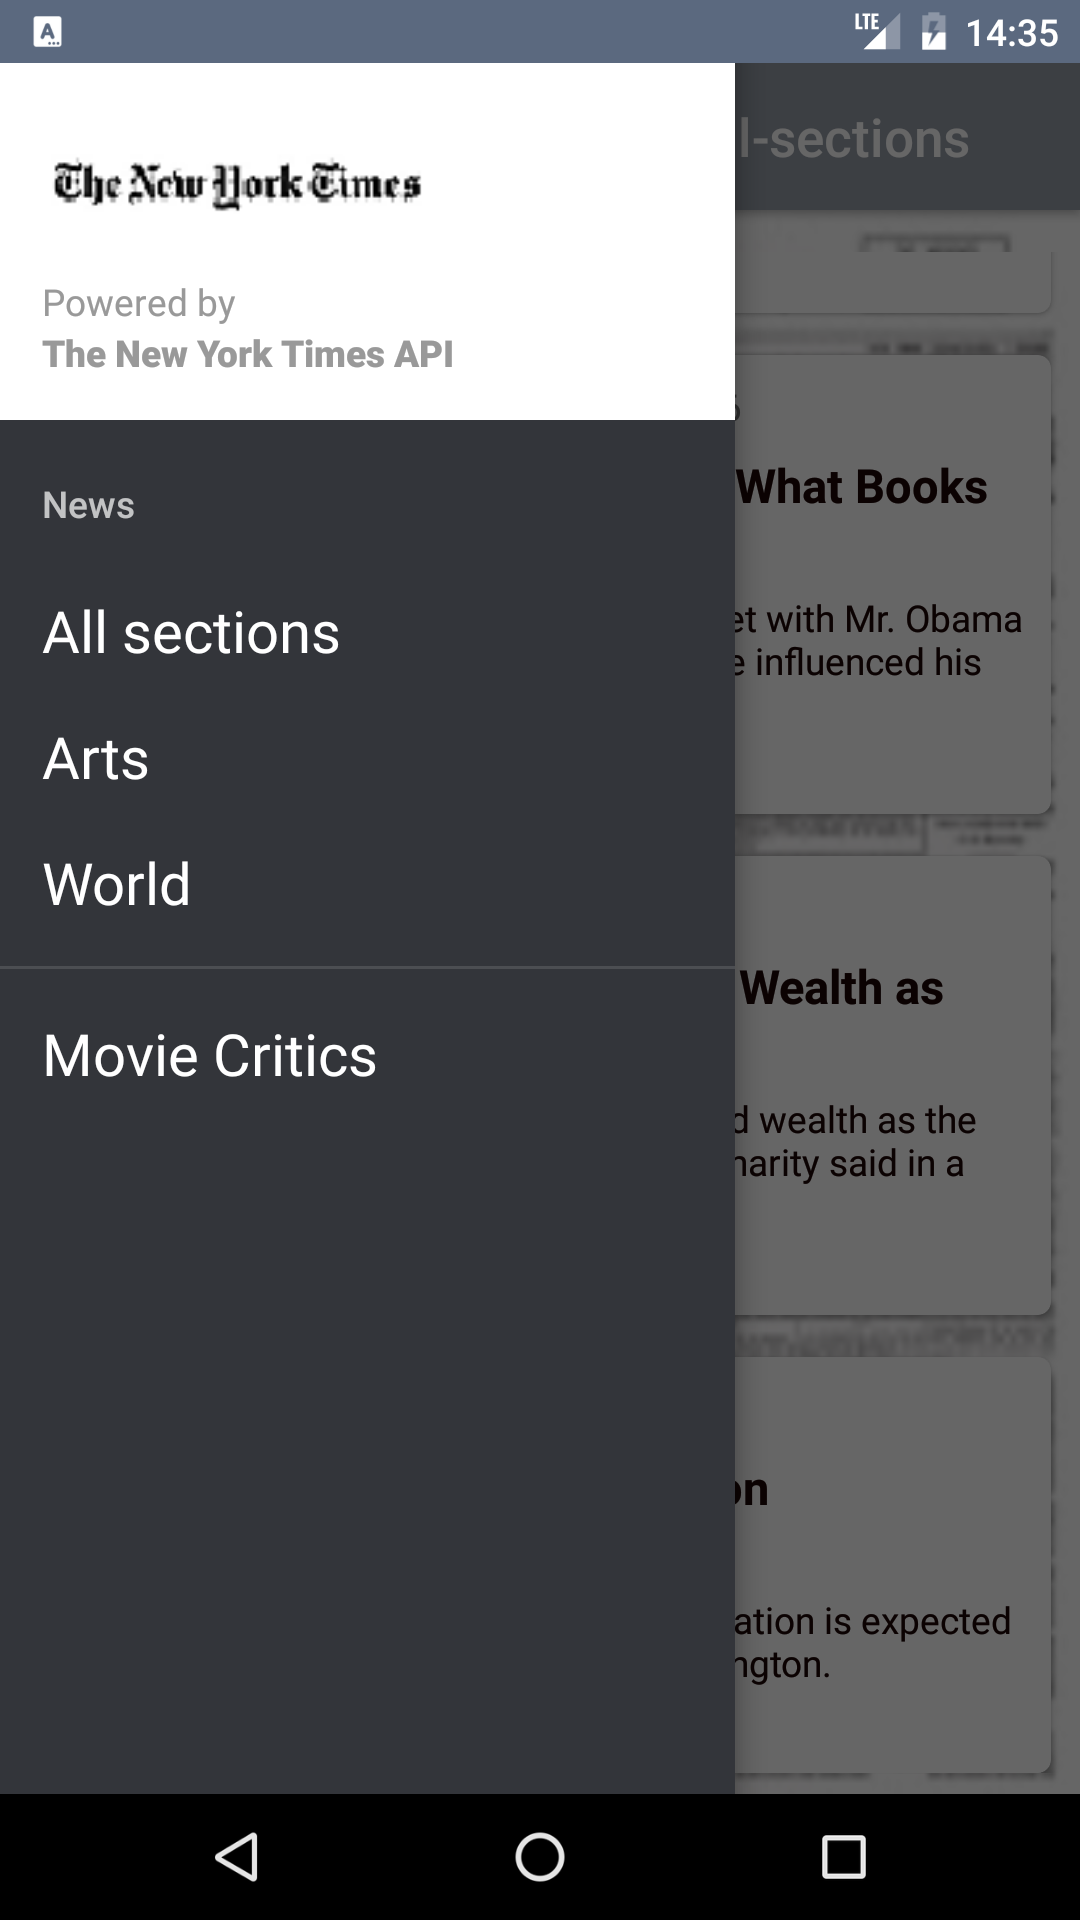 LTE 14:35
l-sections
The New York Times
Powered by
The New York Times API
News
All sections
Arts
World
Movie Critics
What Books
et with Mr. Obama
e influenced his
Wealth as
d wealth as the
harity said in a
on
ation is expected
ngton.